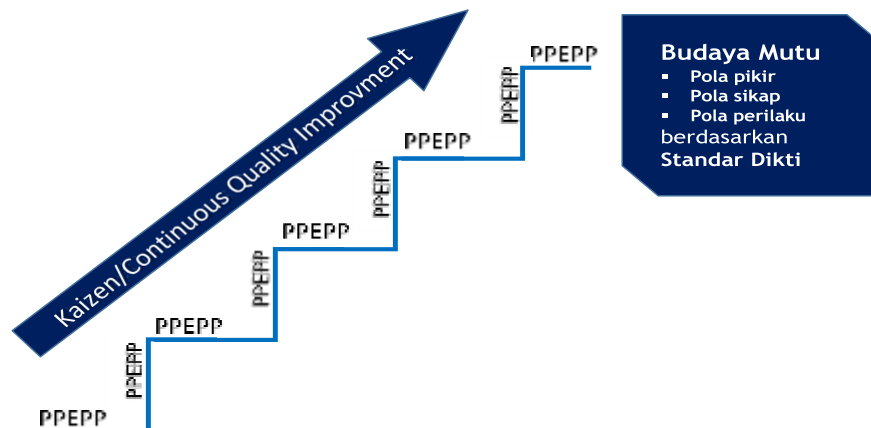 PPEPP
Budaya Mutu
▪ Pola pikir
▪ Pola sikap
▪ Pola perilaku
berdasarkan
Standar Dikti
Kaizen/Continuous Quality Improvment
PPEPP
PPEPP
PPEPP
PPEPP
PPEPP
PPEPP
PPEPP
PPEPP